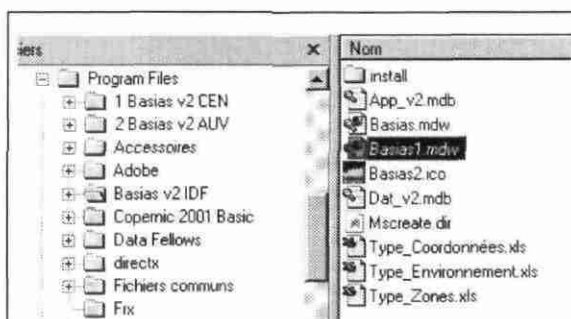 iers
Program Files
1 Basias v2 CEN
2 Basias v2 AUV
Accessoires
Adobe
Basias v2 IDF
Copernic 2001 Basic
Data Fellows
directx
Fichiers communs
Frx
Nom
install
App_v2.mdb
Basias.mdw
Basias1.mdw
Basias2.ico
Dat_v2.mdb
Mscreate dir
Type_Coordonnées.xls
Type_Environnement.xls
Type_Zones.xls